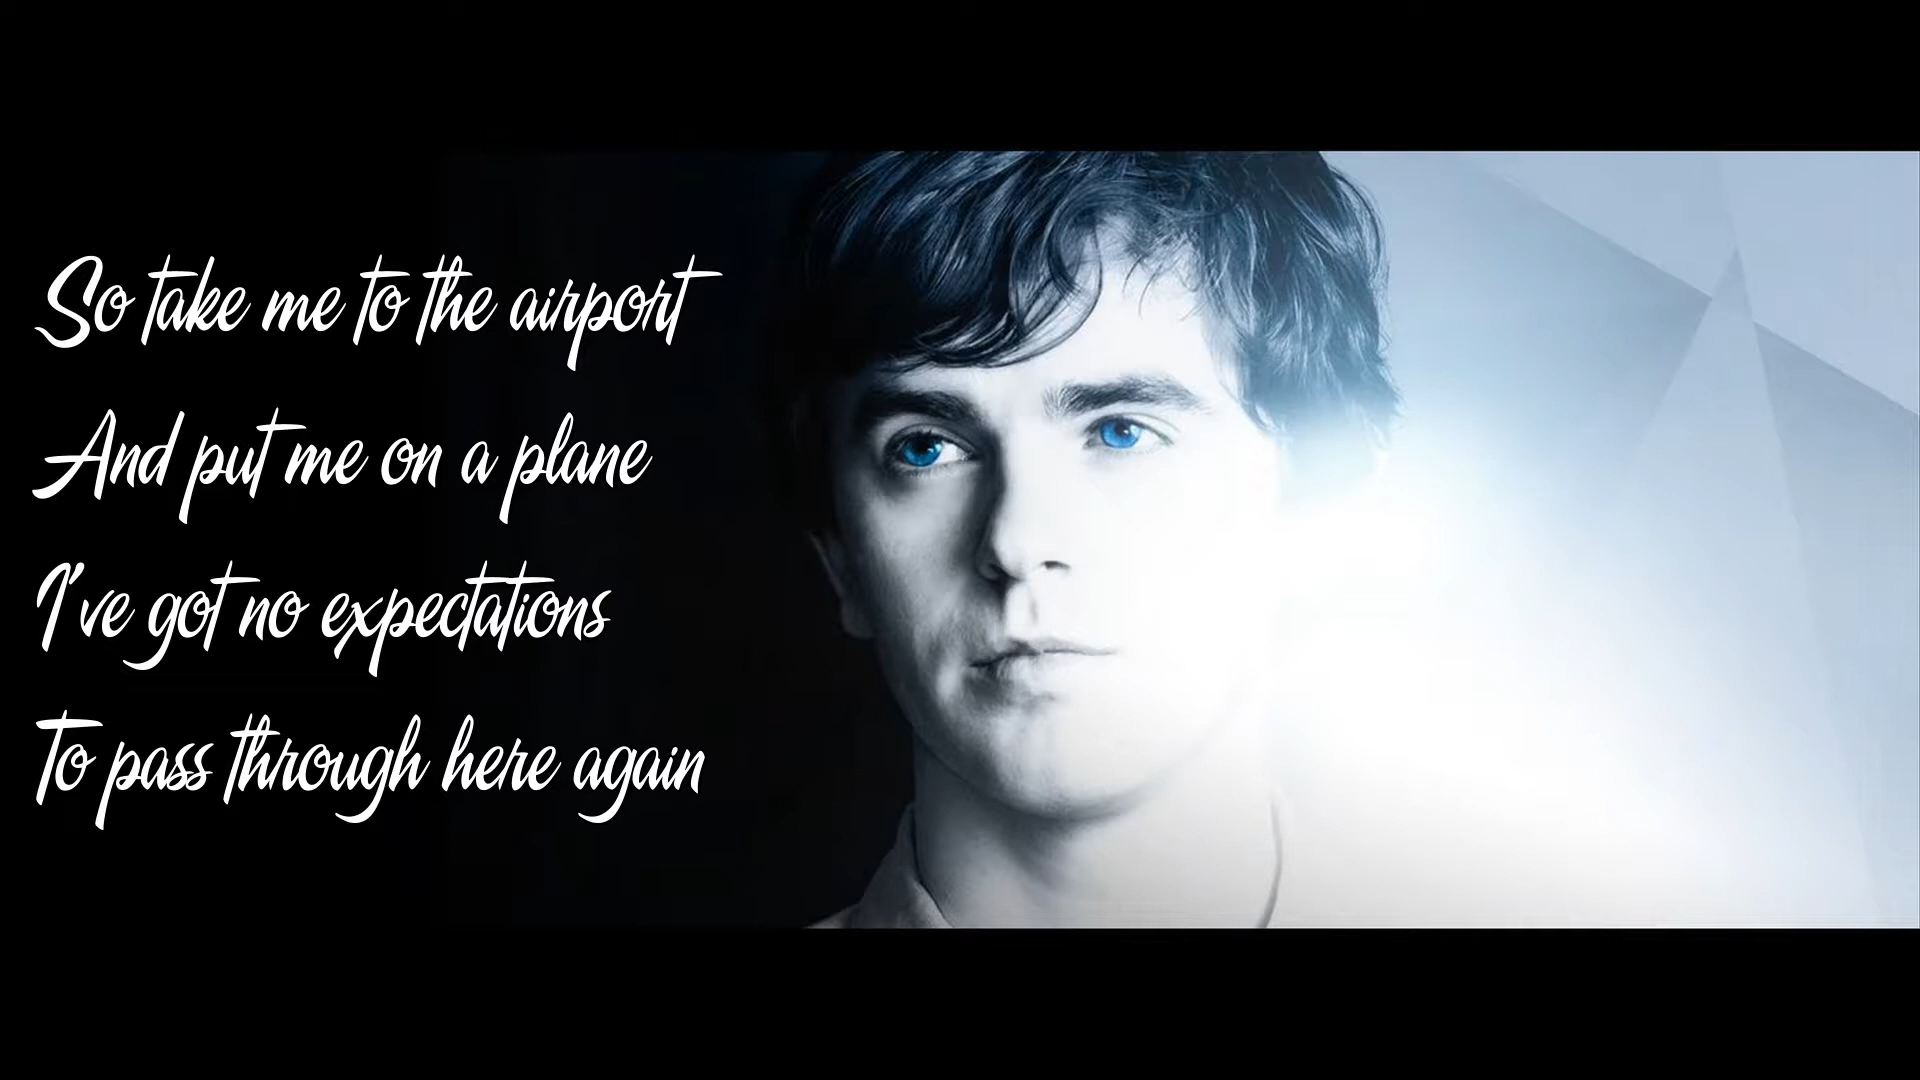 So take me to the airport
And put me on a plane
I've got no expectations
To pass through here again